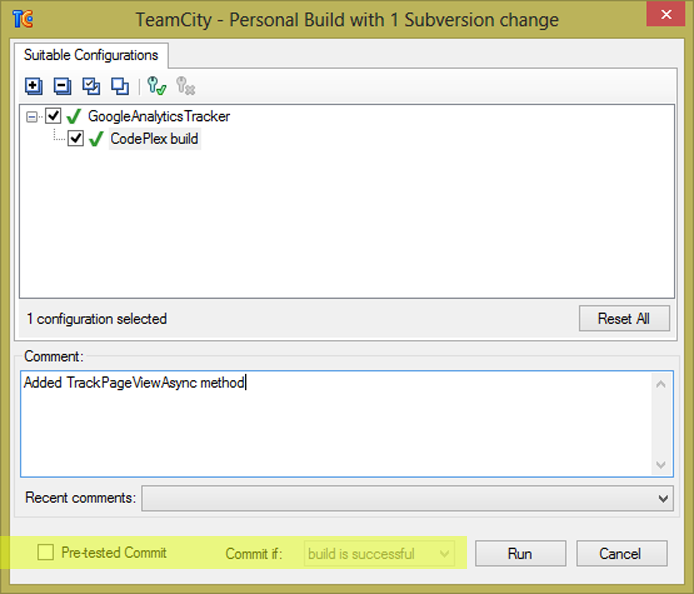 TC TeamCity - Personal Build with 1 Subversion change
Suitable Configurations
GoogleAnalyticsTracker
CodePlex build
1 configuration selected
Reset All
Comment:
Added TrackPageViewAsync method
Recent comments:
Pre-tested Commit Commit if: build is successful Run Cancel